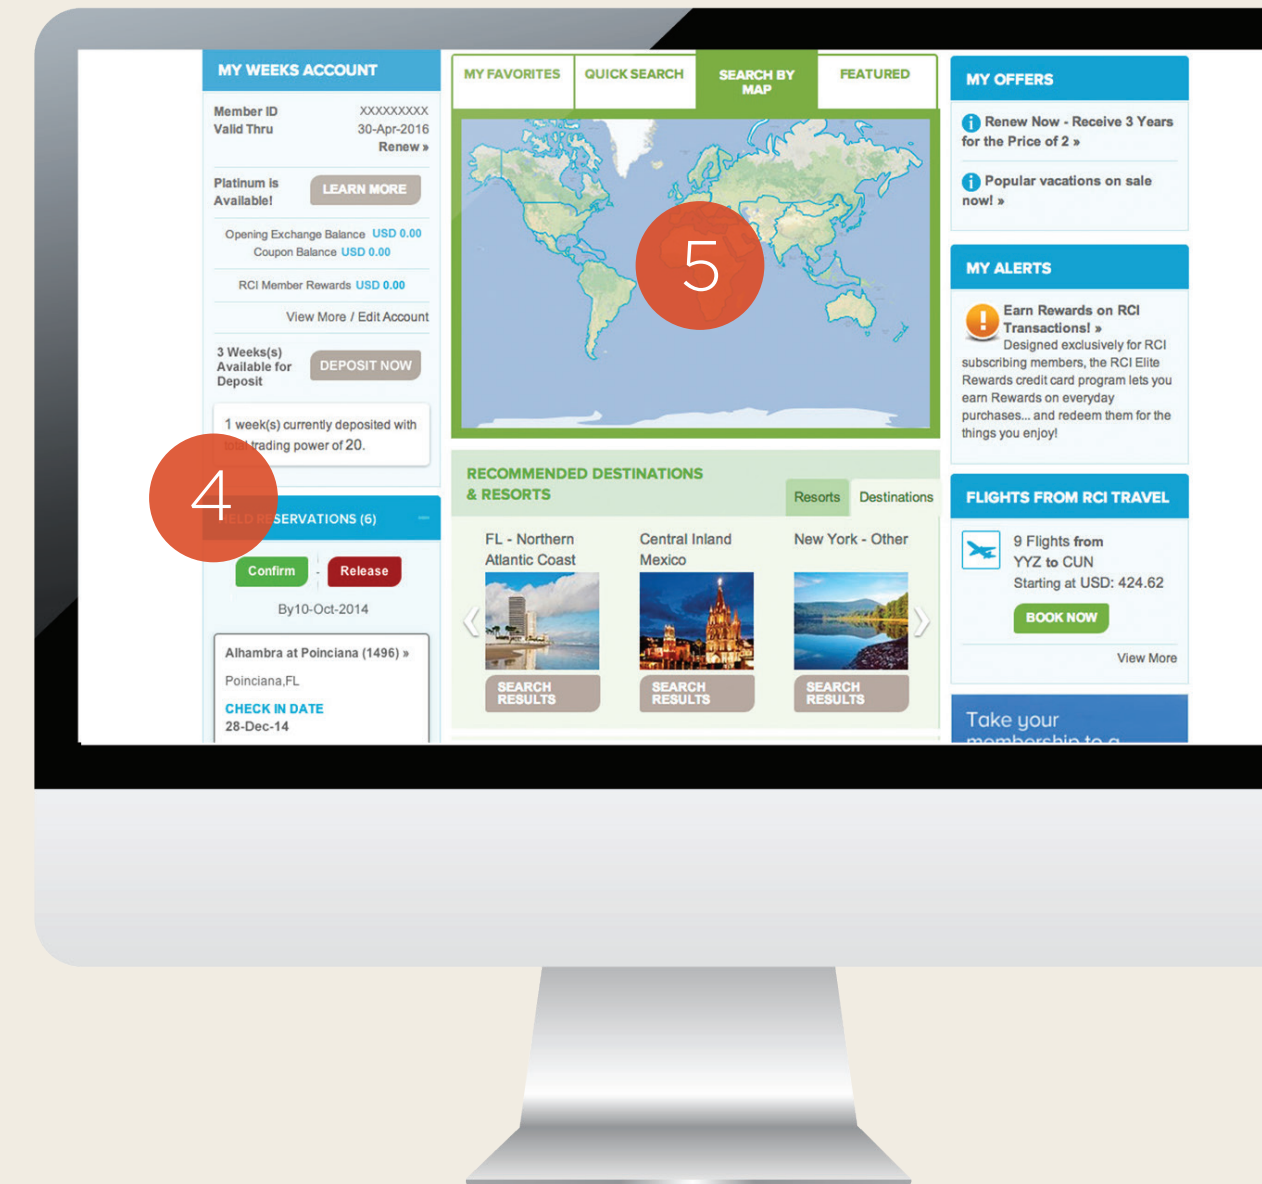 MY WEEKS ACCOUNT
Member ID XXXXXXXXX
Valid Thru 30-Apr-2016
Renew »
Platinum is
Available!
LEARN MORE
Opening Exchange Balance USD 0.00
Coupon Balance USD 0.00
RCI Member Rewards USD 0.00
View More / Edit Account
3 Weeks(s)
Available for
Deposit
DEPOSIT NOW
1 week(s) currently deposited with
total trading power of 20.
4
HELD RESERVATIONS (6) –
Confirm - Release
By10-Oct-2014
Alhambra at Poinciana (1496) »
Poinciana,FL
CHECK IN DATE
28-Dec-14
MY FAVORITES
QUICK SEARCH
SEARCH BY
MAP
FEATURED
5
RECOMMENDED DESTINATIONS
& RESORTS
Resorts Destinations
FL - Northern
Atlantic Coast
SEARCH
RESULTS
Central Inland
Mexico
SEARCH
RESULTS
New York - Other
SEARCH
RESULTS
MY OFFERS
Renew Now - Receive 3 Years
for the Price of 2 »
Popular vacations on sale
now! »
MY ALERTS
Earn Rewards on RCI
Transactions! »
Designed exclusively for RCI
subscribing members, the RCI Elite
Rewards credit card program lets you
earn Rewards on everyday
purchases... and redeem them for the
things you enjoy!
FLIGHTS FROM RCI TRAVEL
9 Flights from
YYZ to CUN
Starting at USD: 424.62
BOOK NOW
View More
Take your
membership to a